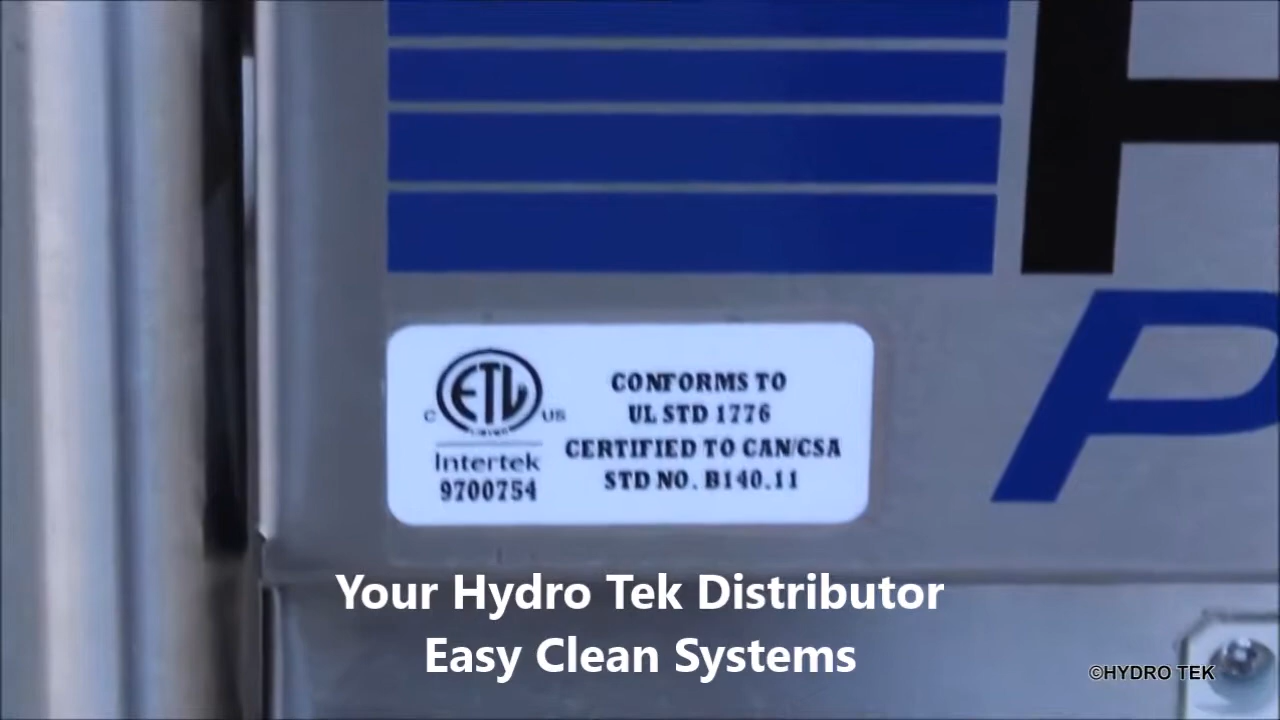 H
P
C ETL US
LISTED
Intertek
9700754
CONFORMS TO
UL STD 1776
CERTIFIED TO CAN/CSA
STD NO. B140.11
Your Hydro Tek Distributor
Easy Clean Systems
©HYDRO TEK